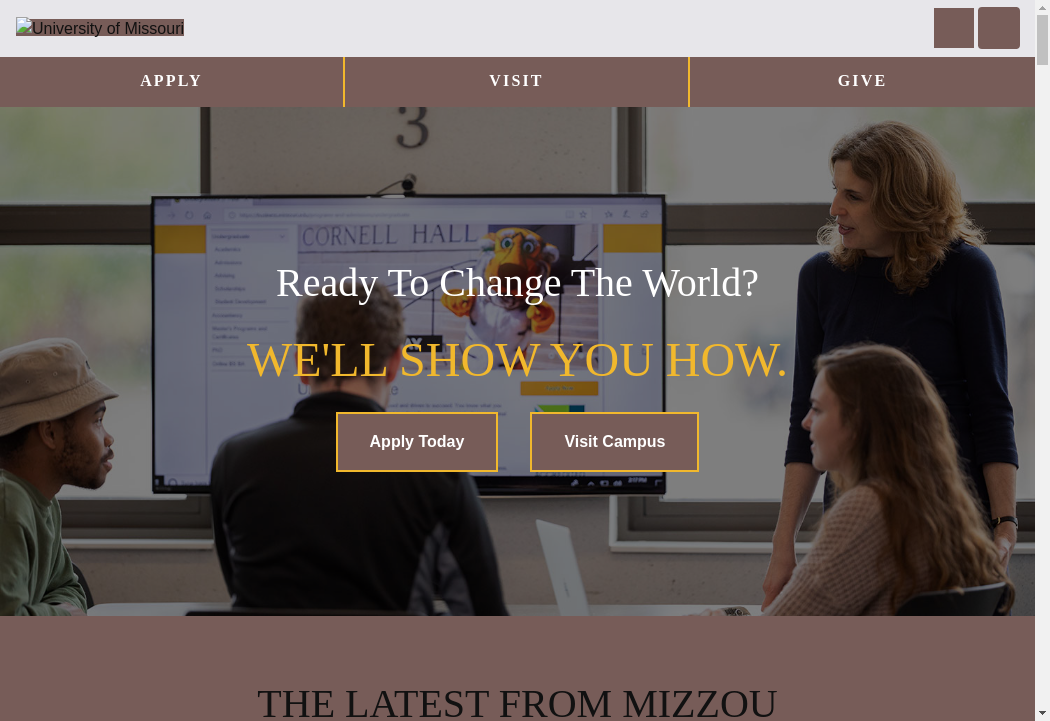 University of Missouri
APPLY
VISIT
GIVE
3
CORNELL HALL
Ready To Change The World?
WE'LL SHOW YOU HOW.
Apply Today
Visit Campus
THE LATEST FROM MIZZOU